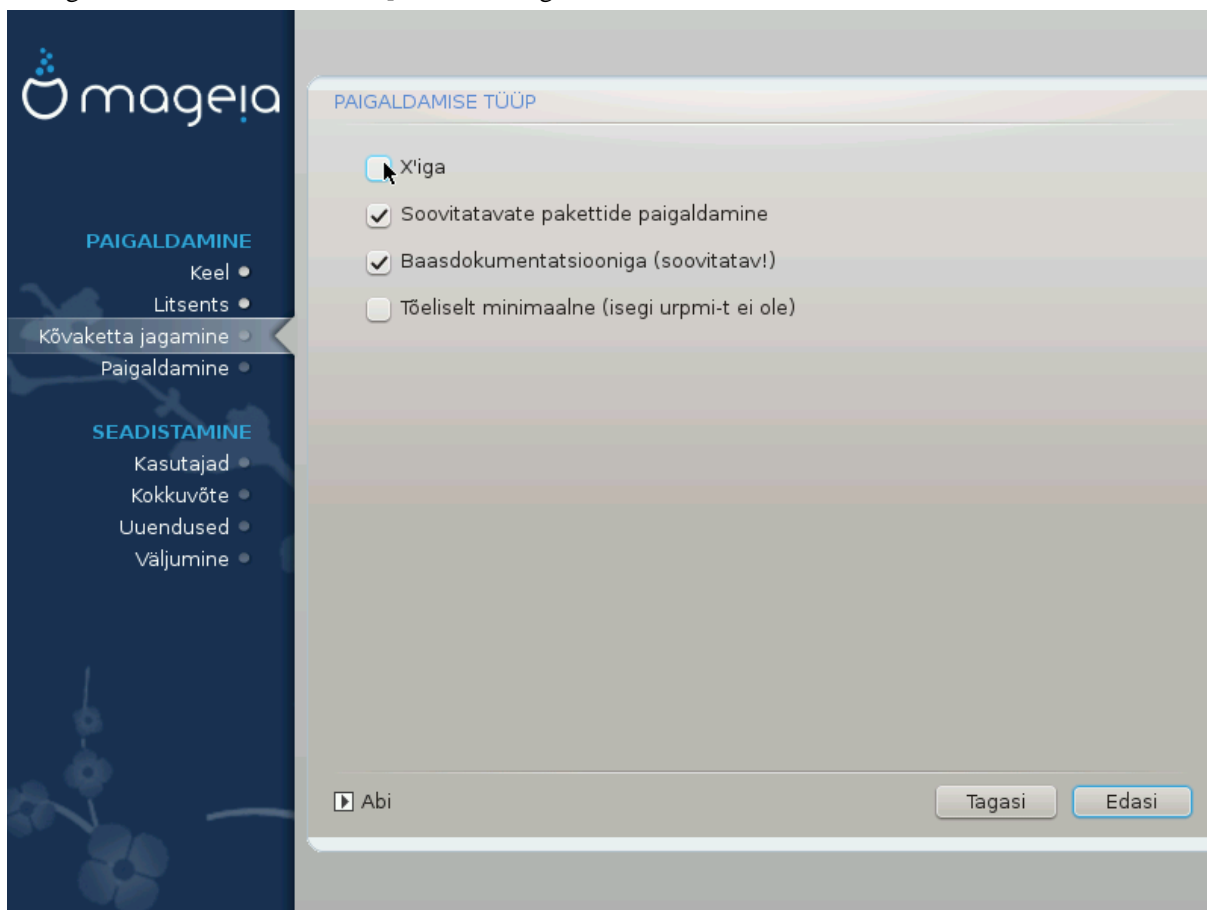 mageia
PAIGALDAMINE
Keel
Litsents
Kõvaketta jagamine
Paigaldamine
SEADISTAMINE
Kasutajad
Kokkuvõte
Uuendused
Väljumine
PAIGALDAMISE TÜÜP
X'iga
Soovitatavate pakettide paigaldamine
Baasdokumentatsiooniga (soovitatav!)
Tõeliselt minimaalne (isegi urpmi-t ei ole)
Abi
Tagasi
Edasi